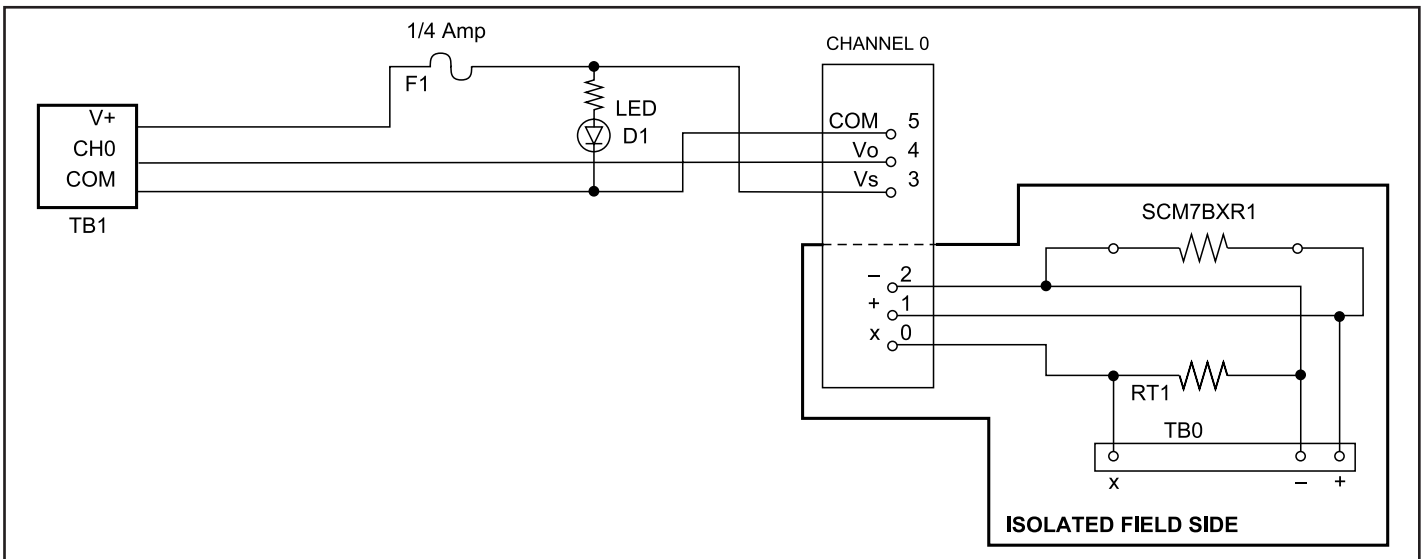 1/4 Amp
F1
CHANNEL 0
V+
CH0
COM
TB1
LED
D1
COM 5
Vo 4
Vs 3
– 2
+ 1
x 0
SCM7BXR1
RT1
TB0
x – +
ISOLATED FIELD SIDE